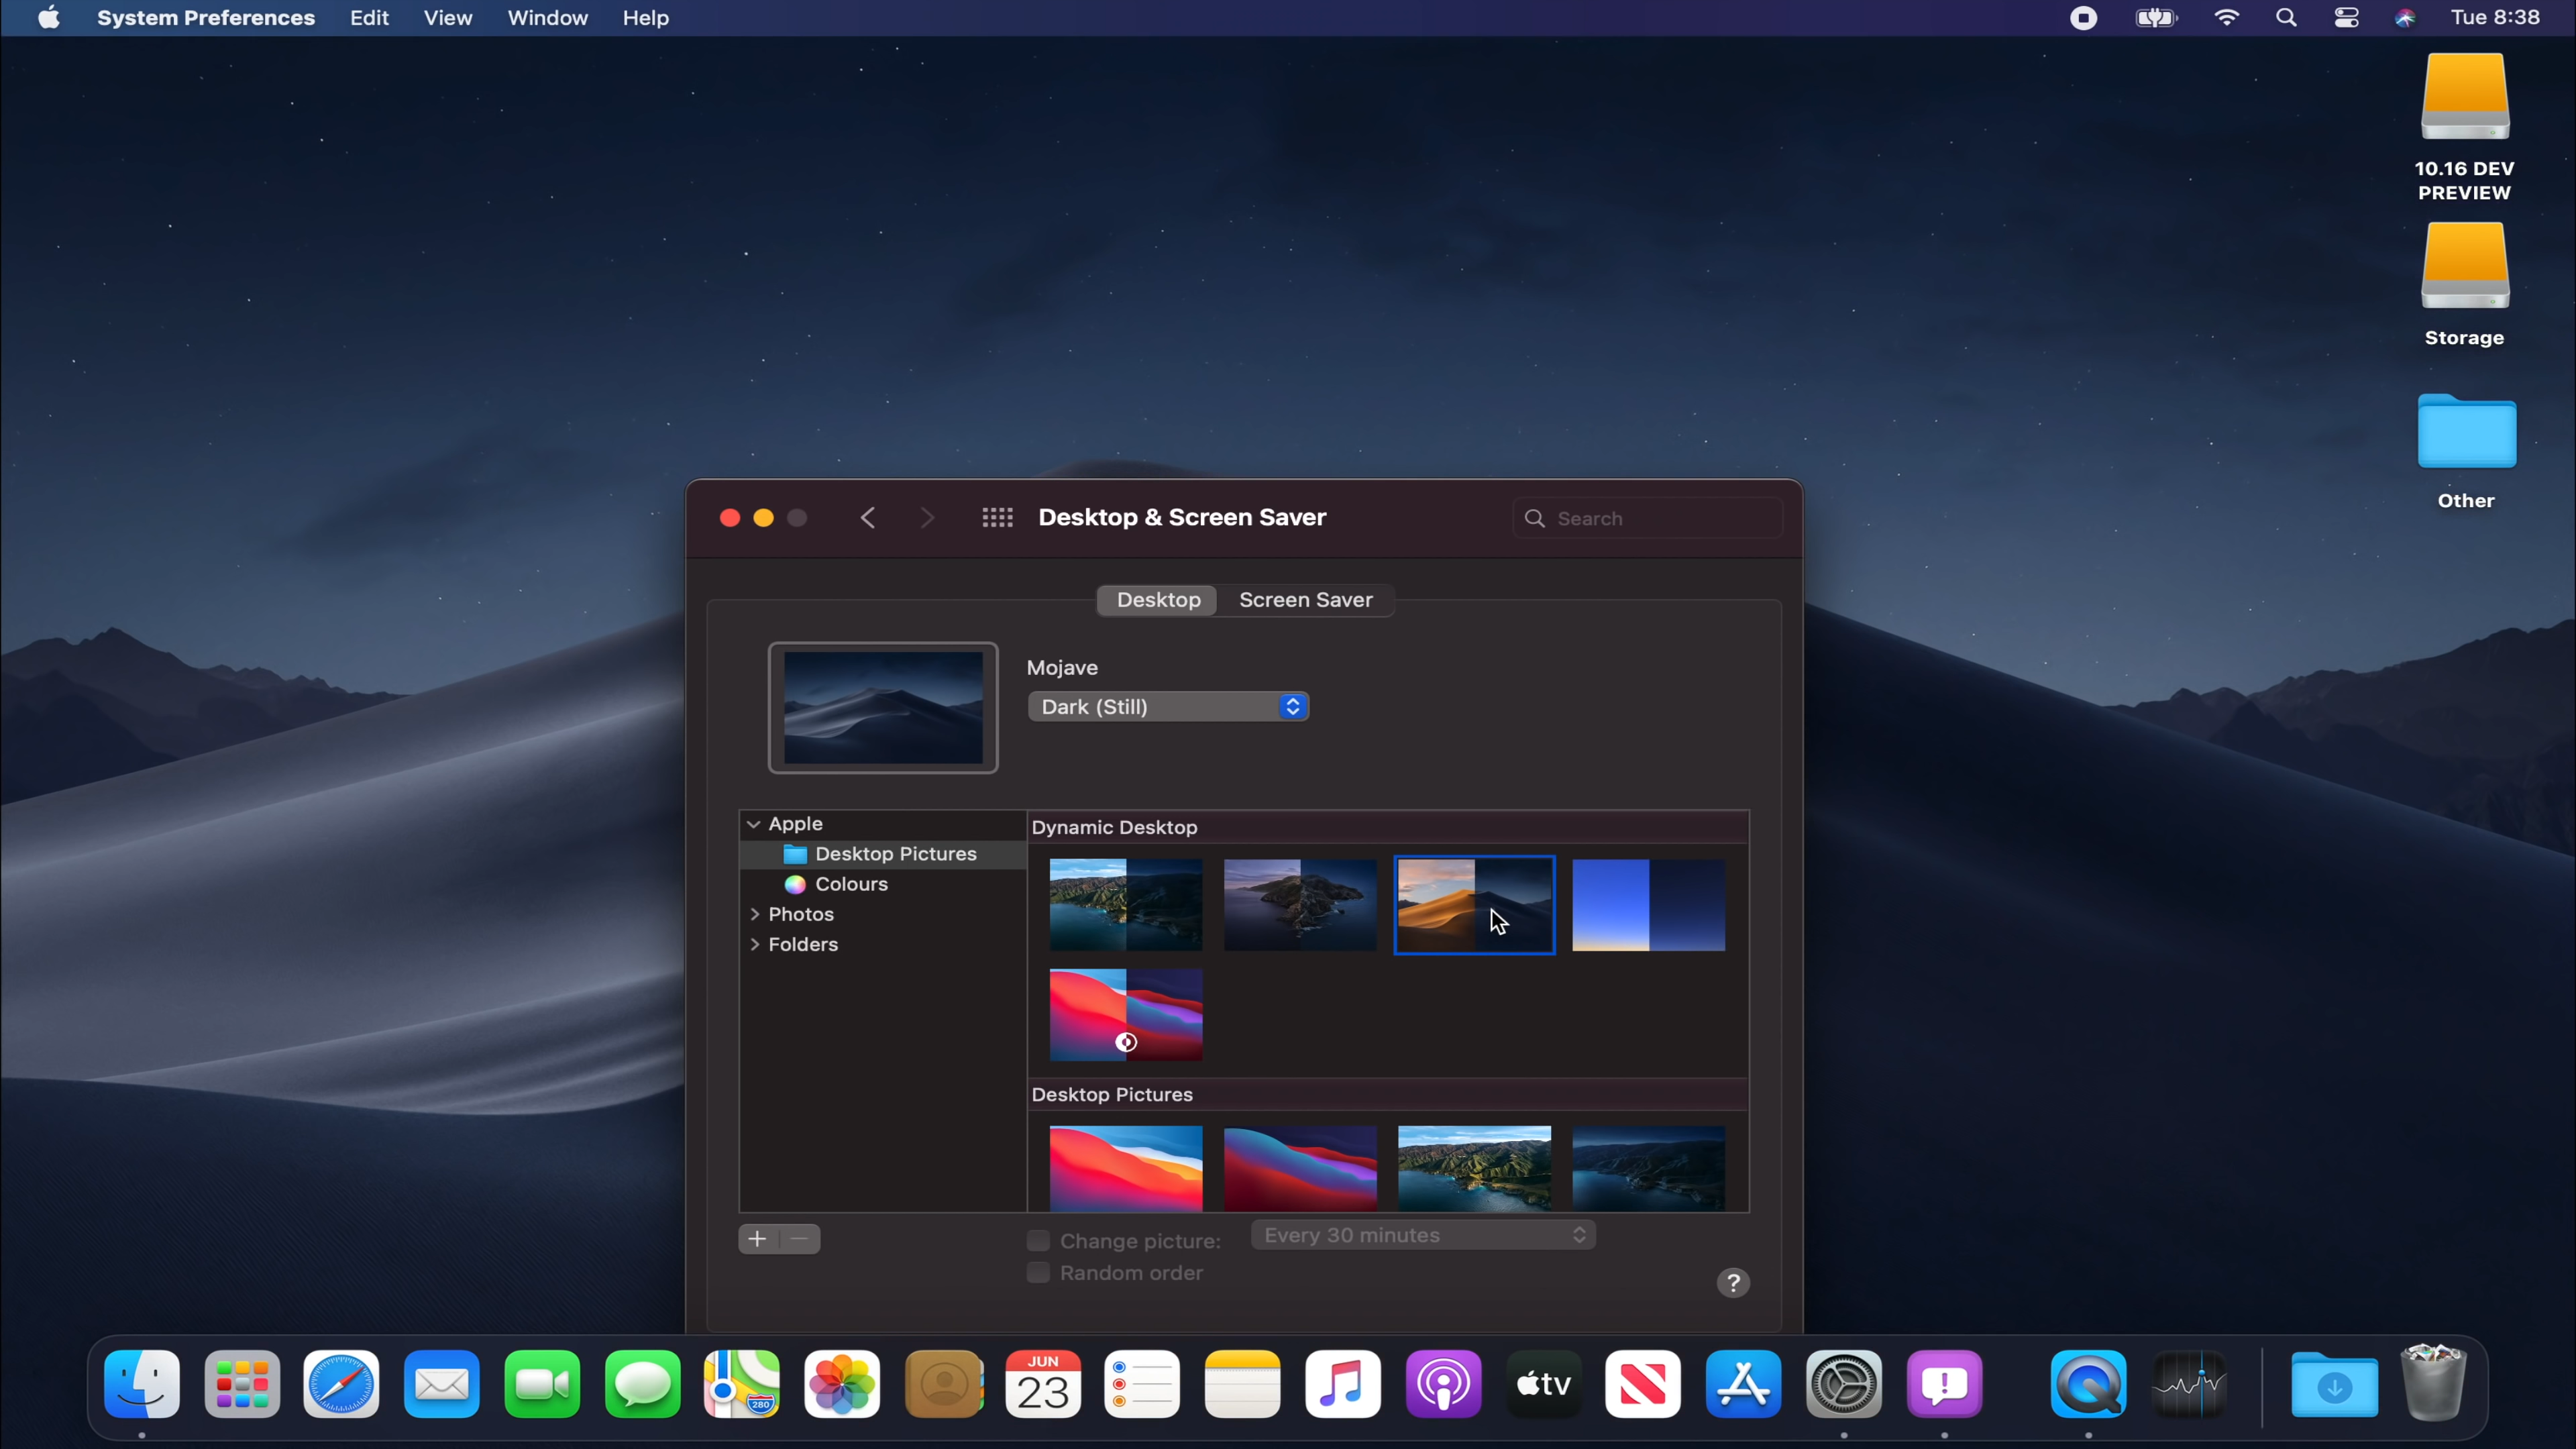 System Preferences Edit View Window Help Tue 8:38
10.16 DEV
PREVIEW
Storage
Other
Desktop & Screen Saver Search
Desktop Screen Saver
Mojave
Dark (Still)
Apple
Desktop Pictures
Colours
Photos
Folders
Dynamic Desktop
Desktop Pictures
+ − Change picture: Every 30 minutes
Random order
?
JUN
23
280
tv